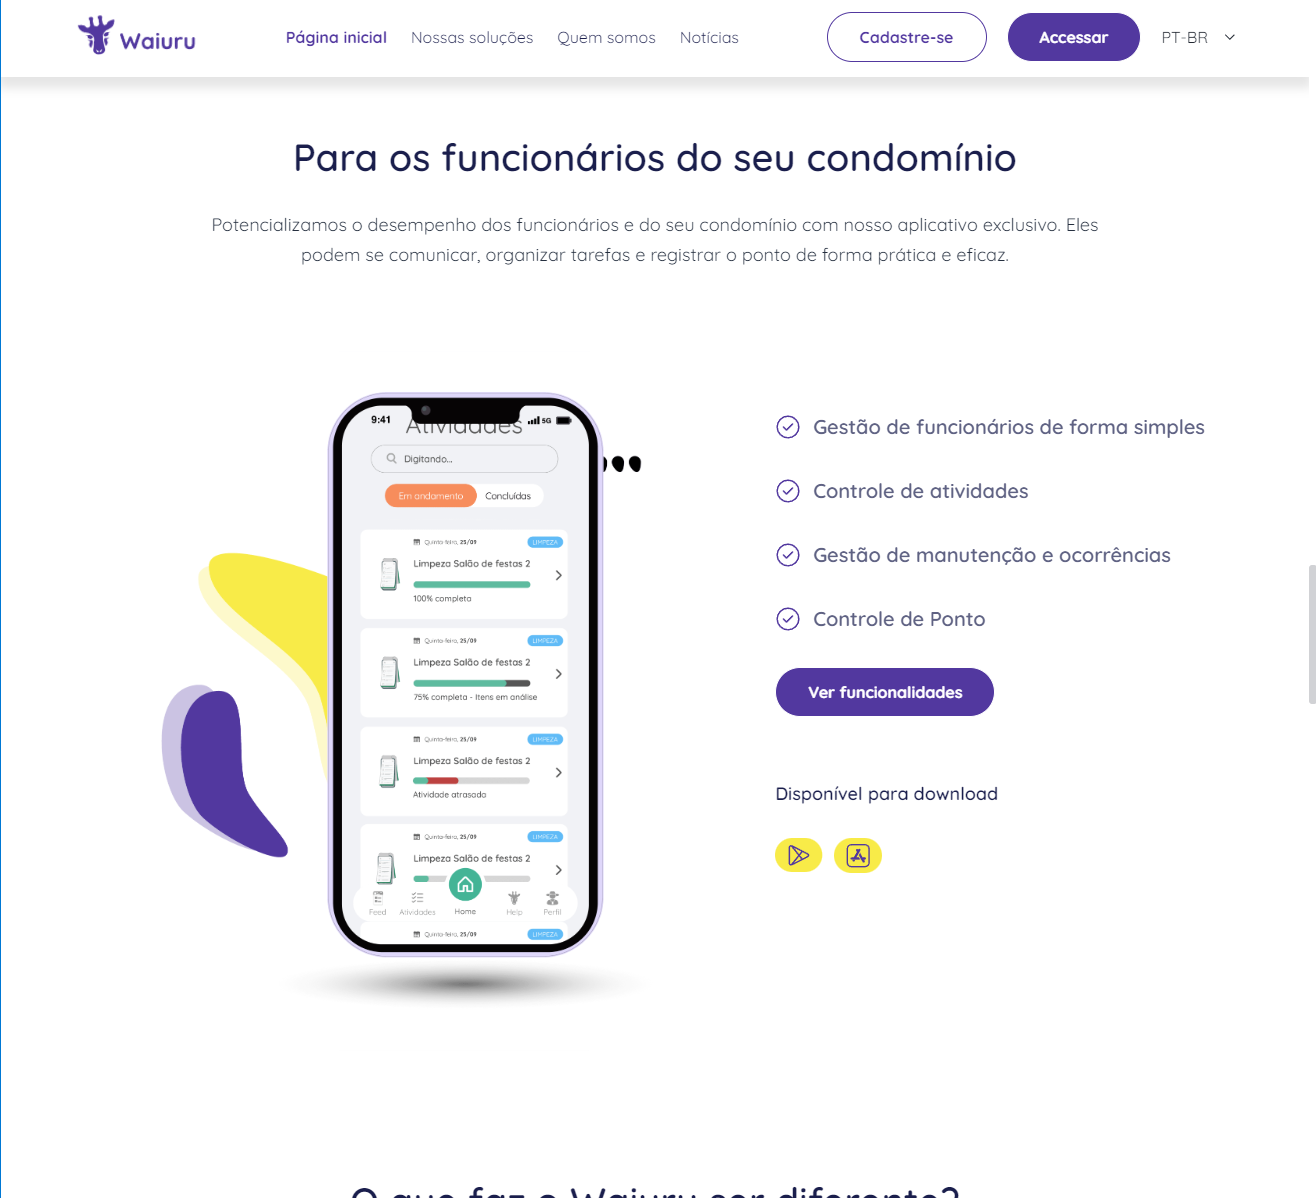 Waiuru
Página inicial
Nossas soluções
Quem somos
Notícias
Cadastre-se
Accessar
PT-BR
Para os funcionários do seu condomínio
Potencializamos o desempenho dos funcionários e do seu condomínio com nosso aplicativo exclusivo. Eles
podem se comunicar, organizar tarefas e registrar o ponto de forma prática e eficaz.
9:41
5G
Atividades
Digitando...
Em andamento
Concluídas
Quinta-feira, 25/09
LIMPEZA
Limpeza Salão de festas 2
100% completa
Quinta-feira, 25/09
LIMPEZA
Limpeza Salão de festas 2
75% completa - Itens em análise
Quinta-feira, 25/09
LIMPEZA
Limpeza Salão de festas 2
Atividade atrasado
Quinta-feira, 25/09
LIMPEZA
Limpeza Salão de festas 2
Feed
Atividades
Home
Help
Perfil
Quinta-feira, 25/09
LIMPEZA
Gestão de funcionários de forma simples
Controle de atividades
Gestão de manutenção e ocorrências
Controle de Ponto
Ver funcionalidades
Disponível para download
O que faz o Waiuru ser diferente?